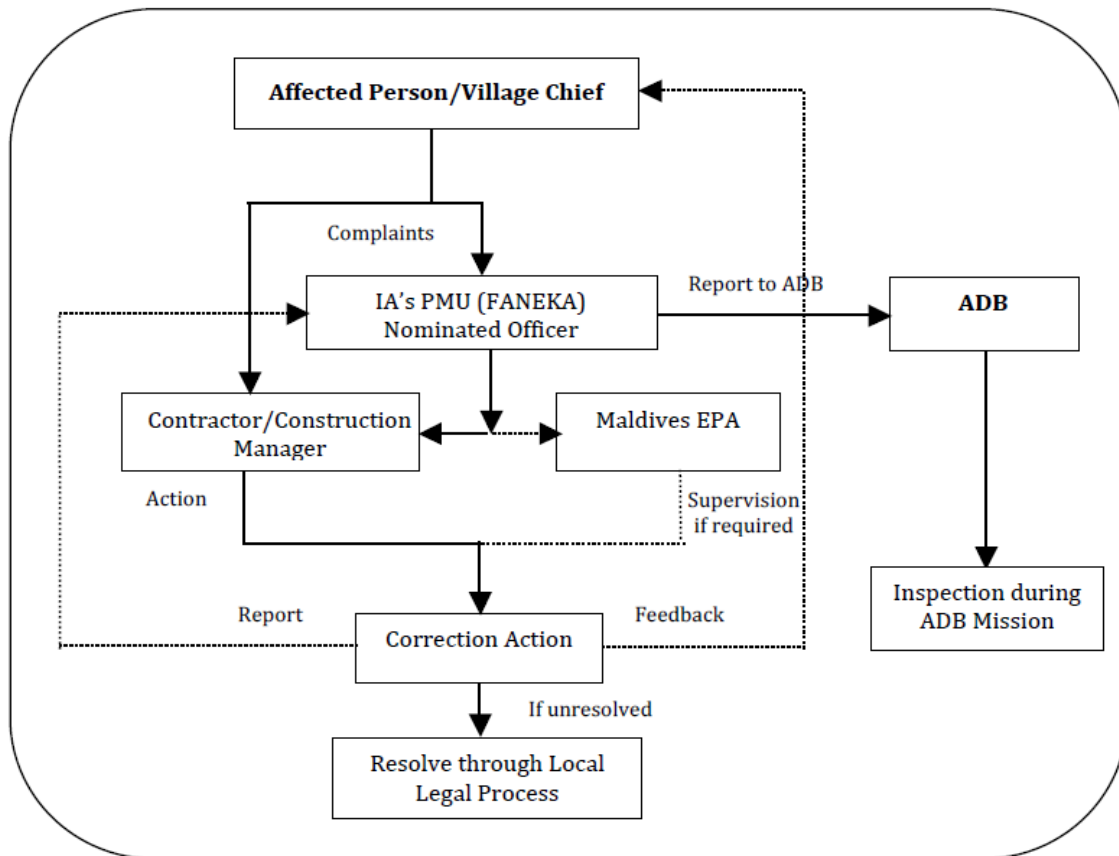 Affected Person/Village Chief
Complaints
IA's PMU (FANEKA)
Nominated Officer
Report to ADB
ADB
Contractor/Construction
Manager
Maldives EPA
Action
Supervision
if required
Inspection during
ADB Mission
Report
Correction Action
Feedback
If unresolved
Resolve through Local
Legal Process